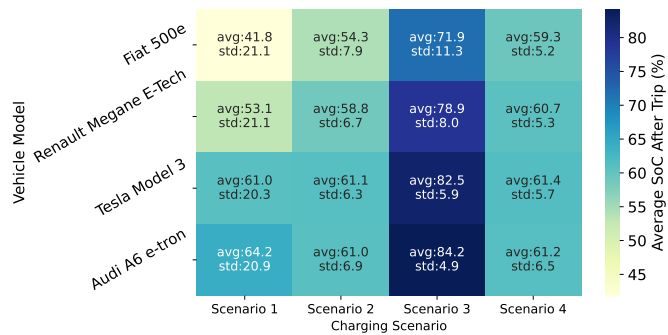 Fiat 500e
avg:41.8 avg:54.3 avg:71.9 avg:59.3
std:21.1 std:7.9 std:11.3 std:5.2
Renault Megane E-Tech
avg:53.1 avg:58.8 avg:78.9 avg:60.7
std:21.1 std:6.7 std:8.0 std:5.3
Tesla Model 3
avg:61.0 avg:61.1 avg:82.5 avg:61.4
std:20.3 std:6.3 std:5.9 std:5.7
Audi A6 e-tron
avg:64.2 avg:61.0 avg:84.2 avg:61.2
std:20.9 std:6.9 std:4.9 std:6.5
Vehicle Model
Scenario 1 Scenario 2 Scenario 3 Scenario 4
Charging Scenario
80
75
70
65
60
55
50
45
Average SoC After Trip (%)